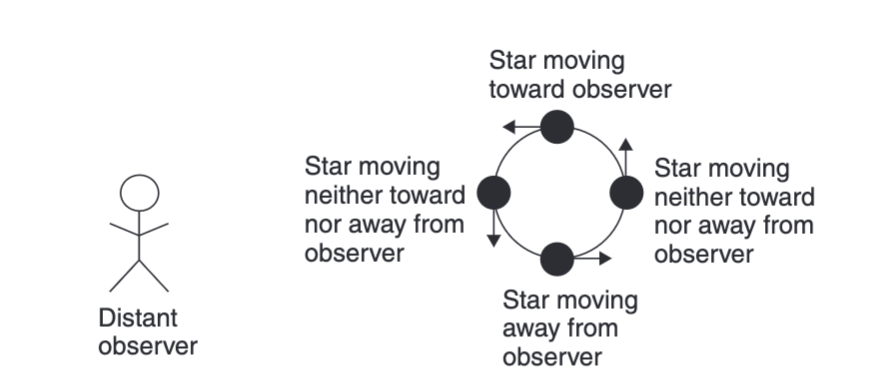 Star moving
toward observer
Star moving
neither toward
nor away from
observer
Star moving
neither toward
nor away from
observer
Star moving
away from
observer
Distant
observer